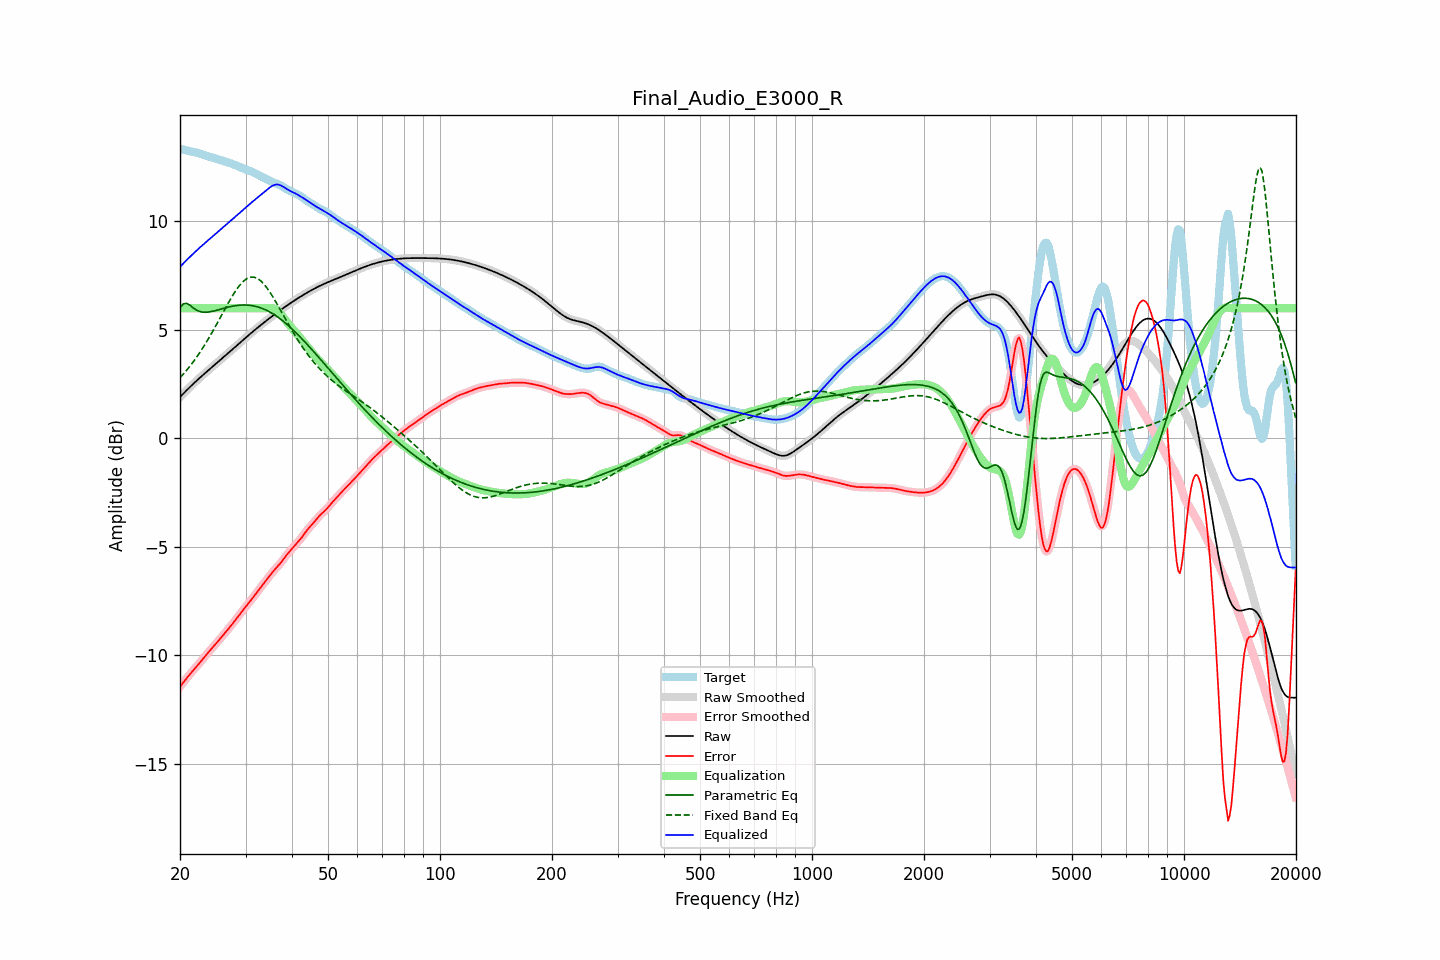 Final_Audio_E3000_R
Amplitude (dBr)
10
5
0
−5
−10
−15
20
50
100
200
500
1000
2000
5000
10000
20000
Frequency (Hz)
Target
Raw Smoothed
Error Smoothed
Raw
Error
Equalization
Parametric Eq
Fixed Band Eq
Equalized